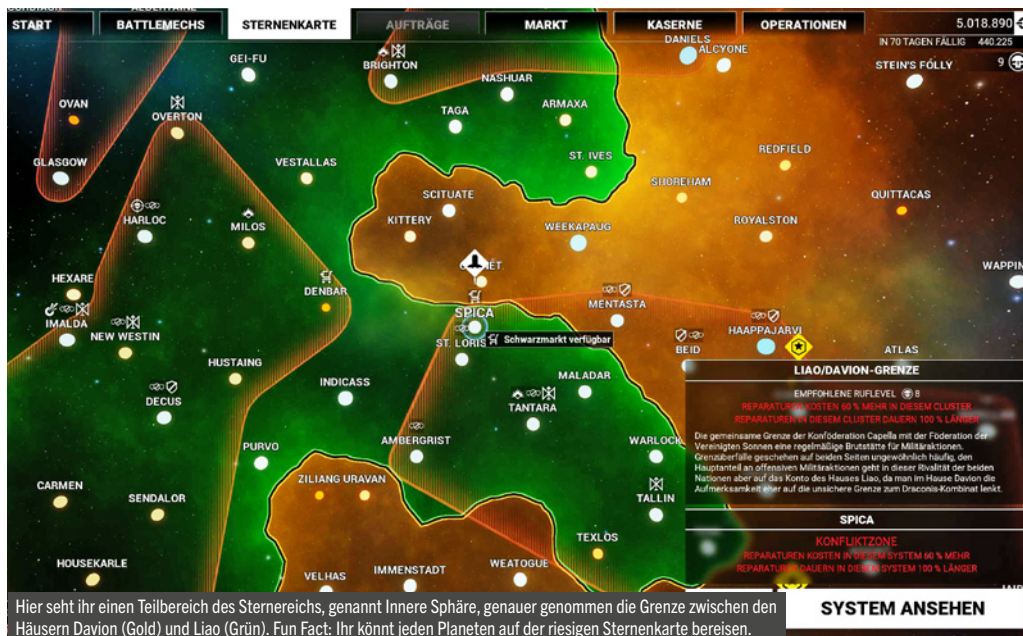 START BATTLEMECHS STERNENKARTE AUFTRÄGE MARKT KASERNE OPERATIONEN
5.018.890
IN 70 TAGEN FÄLLIG 440.225
9
GEI-FU
BRIGHTON
DANIELS
ALCYONE
STEIN'S FOLLY
NASHUAR
OVAN
OVERTON
TAGA
ARMAXA
GLASGOW
VESTALLAS
ST. IVES
REDFIELD
SHOREHAM
SCITUATE
QUITTACAS
HARLOC
MILOS
KITTERY
WEEKAPAUG
ROYALSTON
HEXARE
DENBAR
WAPPIN
IMALDA
NEW WESTIN
SPICA
MENTASTA
HAAPPAJARVI
ST. LORIS
Schwarzmarkt verfügbar
BEID
ATLAS
HUSTAING
INDICASS
MALADAR
DECUS
TANTARA
PURVO
AMBERGRIST
WARLOCK
CARMEN
SENDALOR
ZILIANG
URAVAN
TALLIN
TEXLOS
HOUSEKARLE
VELHAS
IMMENSTADT
WEATOGUE
LIAO/DAVION-GRENZE
EMPFOHLENE RUFLEVEL 8
REPARATUREN KOSTEN 60 % MEHR IN DIESEM CLUSTER
REPARATUREN IN DIESEM CLUSTER DAUERN 100 % LÄNGER
Die gemeinsame Grenze der Konföderation Capella mit der Föderation der
Vereinigten Sonnen eine regelmäßige Brutstätte für Militäraktionen.
Grenzüberfälle geschehen auf beiden Seiten ungewöhnlich häufig, den
Hauptanteil an offensiven Militäraktionen geht in dieser Rivalität der beiden
Nationen aber auf das Konto des Hauses Liao, da man im Hause Davion die
Aufmerksamkeit eher auf die unsichere Grenze zum Draconis-Kombinat lenkt.
SPICA
KONFLIKTZONE
REPARATUREN KOSTEN IN DIESEM SYSTEM 60 % MEHR
REPARATUREN DAUERN IN DIESEM SYSTEM 100 % LÄNGER
SYSTEM ANSEHEN
Hier seht ihr einen Teilbereich des Sternereichs, genannt Innere Sphäre, genauer genommen die Grenze zwischen den
Häusern Davion (Gold) und Liao (Grün). Fun Fact: Ihr könnt jeden Planeten auf der riesigen Sternenkarte bereisen.